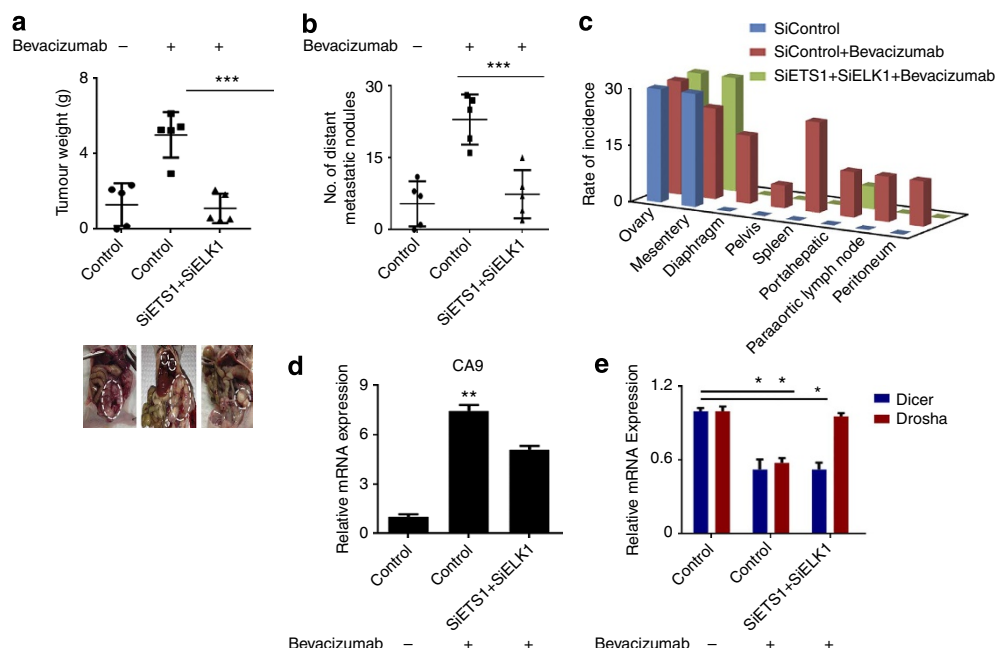 a
Bevacizumab – + +
***
Tumour weight (g)
8
4
0
Control
Control
SiETS1+SiELK1
b
Bevacizumab – + +
***
No. of distant
metastatic nodules
30
15
0
Control
Control
SiETS1+SiELK1
c
SiControl
SiControl+Bevacizumab
SiETS1+SiELK1+Bevacizumab
Rate of incidence
30
15
0
Ovary
Mesentery
Diaphragm
Pelvis
Spleen
Portahepatic
Paraaortic lymph node
Peritoneum
d
CA9
Relative mRNA expression
9
6
3
0
**
Control
Control
SiETS1+SiELK1
Bevacizumab – + +
e
Relative mRNA Expression
1.2
0.6
0
* *
*
Dicer
Drosha
Control
Control
SiETS1+SiELK1
Bevacizumab – + +